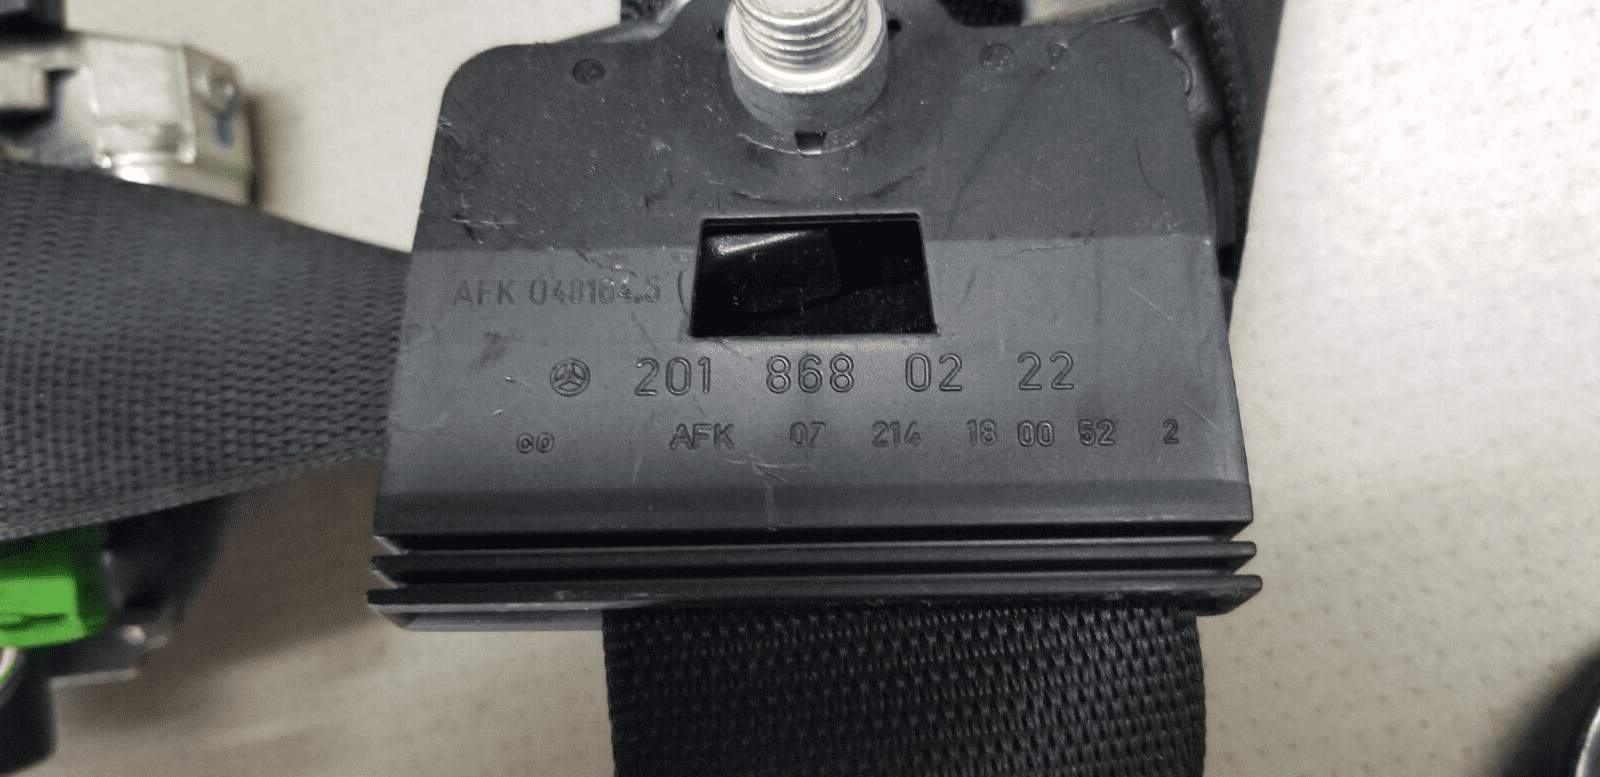 AFK 048164.5 (
201 868 02 22
co AFK 07 214 18 00 52 2